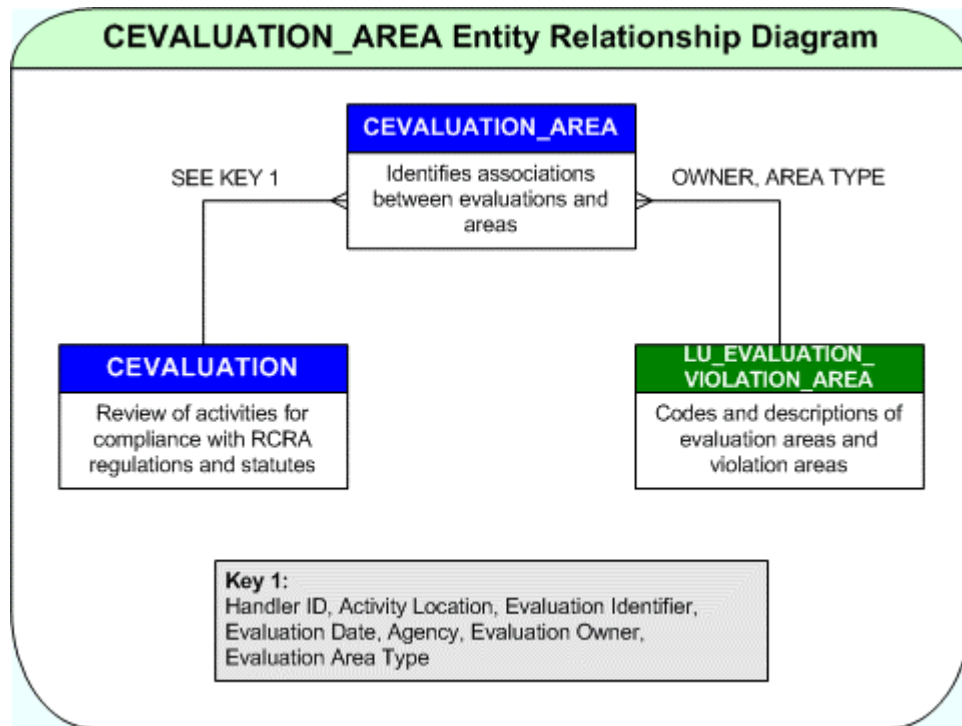 CEVALUATION_AREA Entity Relationship Diagram
CEVALUATION_AREA
Identifies associations
between evaluations and
areas
SEE KEY 1
OWNER, AREA TYPE
CEVALUATION
Review of activities for
compliance with RCRA
regulations and statutes
LU_EVALUATION_
VIOLATION_AREA
Codes and descriptions of
evaluation areas and
violation areas
Key 1:
Handler ID, Activity Location, Evaluation Identifier,
Evaluation Date, Agency, Evaluation Owner,
Evaluation Area Type